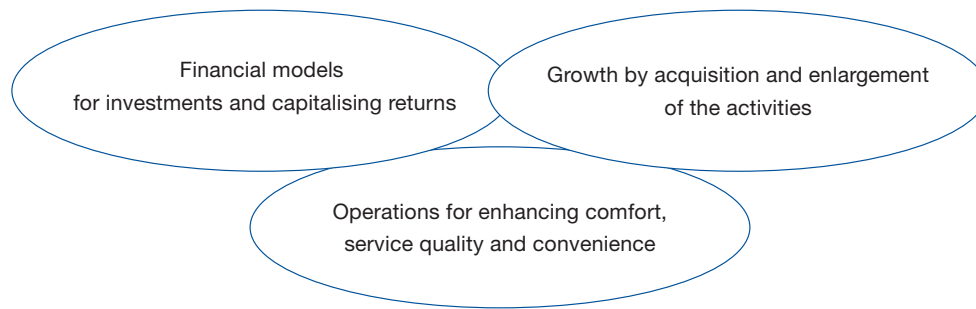 Financial models
for investments and capitalising returns
Growth by acquisition and enlargement
of the activities
Operations for enhancing comfort,
service quality and convenience